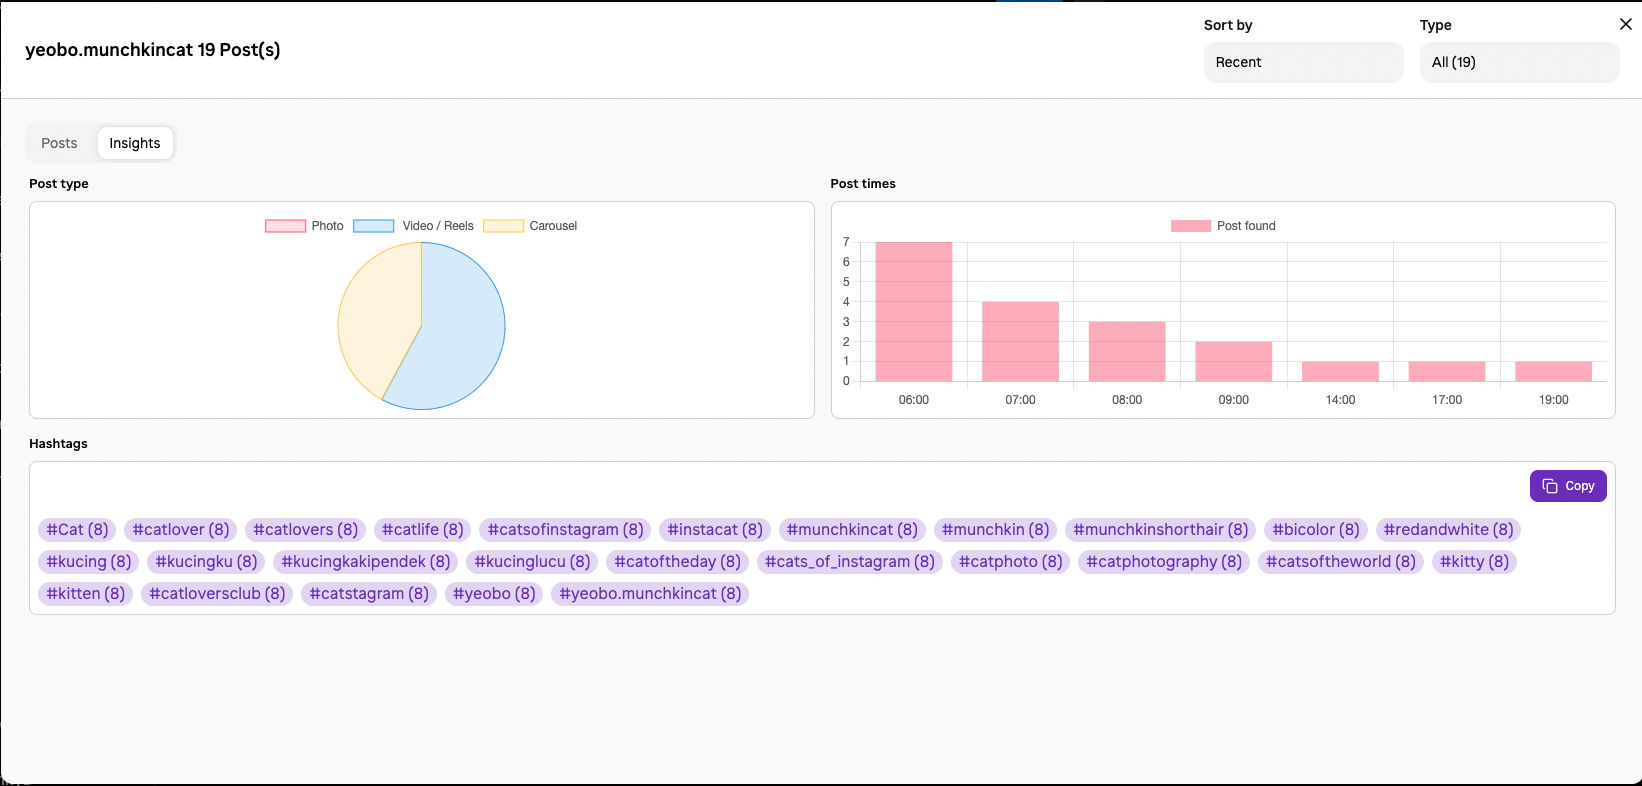 yeobo.munchkincat 19 Post(s)
Sort by
Recent
Type
All (19)
Posts
Insights
Post type
Photo
Video / Reels
Carousel
Post times
Post found
7
6
5
4
3
2
1
0
06:00
07:00
08:00
09:00
14:00
17:00
19:00
Hashtags
Copy
#Cat (8) #catlover (8) #catlovers (8) #catlife (8) #catsofinstagram (8) #instacat (8) #munchkincat (8) #munchkin (8) #munchkinshorthair (8) #bicolor (8) #redandwhite (8)
#kucing (8) #kucingku (8) #kucingkakipendek (8) #kucinglucu (8) #catoftheday (8) #cats_of_instagram (8) #catphoto (8) #catphotography (8) #catsoftheworld (8) #kitty (8)
#kitten (8) #catloversclub (8) #catstagram (8) #yeobo (8) #yeobo.munchkincat (8)